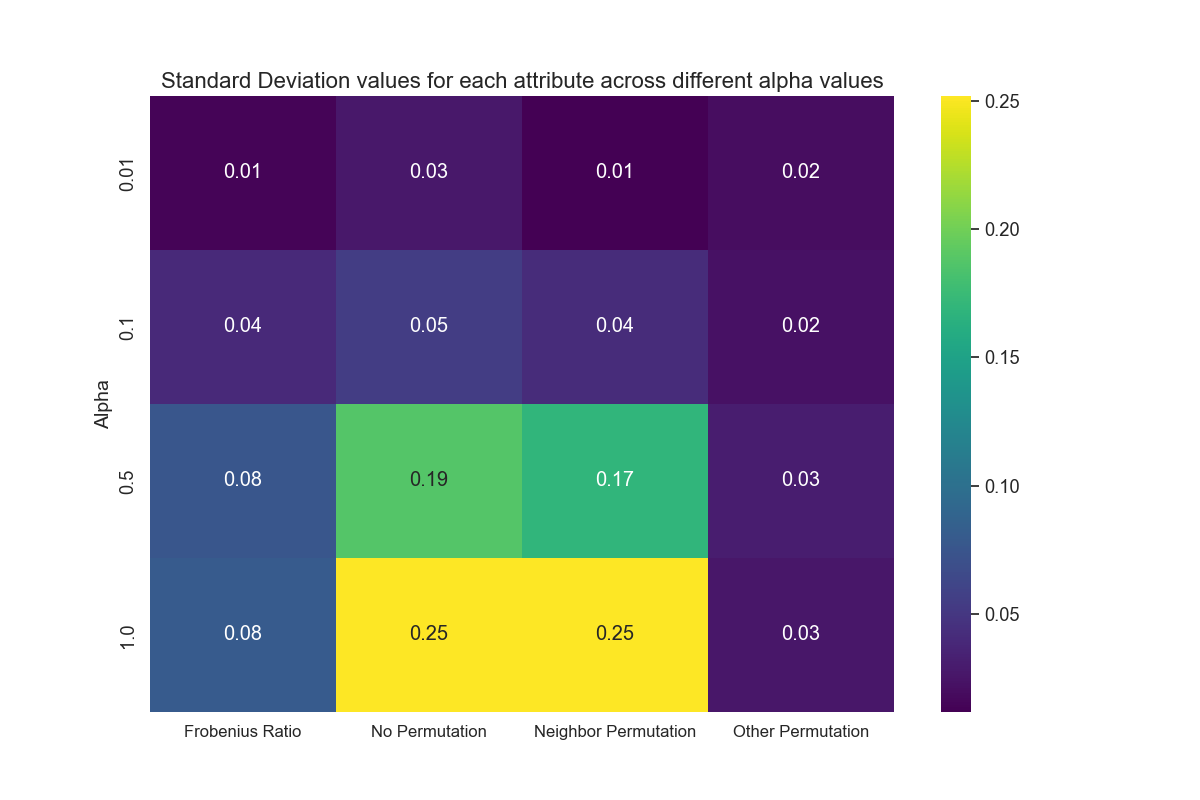 Standard Deviation values for each attribute across different alpha values
Alpha
0.01
0.01 0.03 0.01 0.02
0.1
0.04 0.05 0.04 0.02
0.5
0.08 0.19 0.17 0.03
1.0
0.08 0.25 0.25 0.03
Frobenius Ratio No Permutation Neighbor Permutation Other Permutation
0.25
0.20
0.15
0.10
0.05